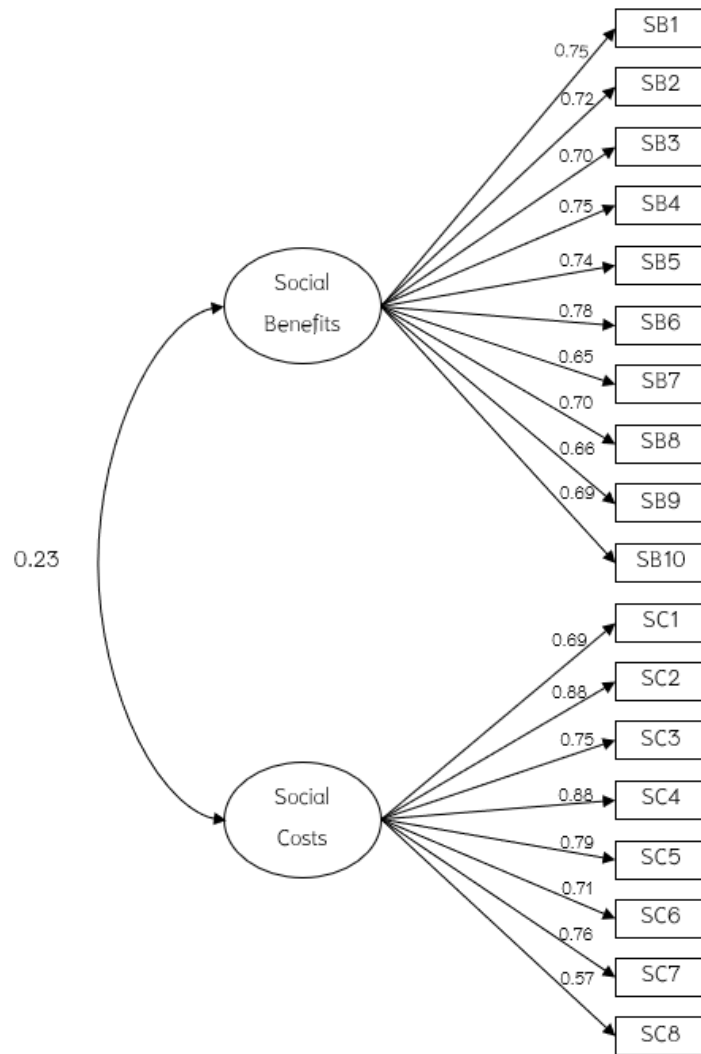 SB1
0.75
SB2
0.72
SB3
0.70
SB4
0.75
SB5
0.74
Social
Benefits
SB6
0.78
SB7
0.65
SB8
0.70
SB9
0.66
SB10
0.69
0.23
SC1
0.69
SC2
0.88
SC3
0.75
SC4
0.88
Social
Costs
SC5
0.79
SC6
0.71
SC7
0.76
SC8
0.57